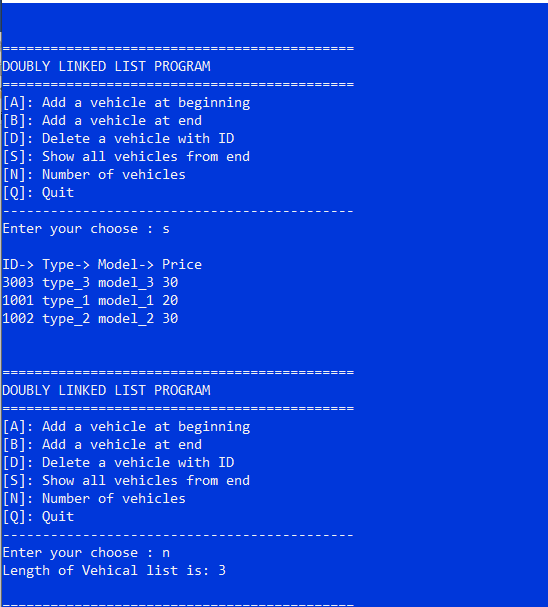 ============================================
DOUBLY LINKED LIST PROGRAM
============================================
[A]: Add a vehicle at beginning
[B]: Add a vehicle at end
[D]: Delete a vehicle with ID
[S]: Show all vehicles from end
[N]: Number of vehicles
[Q]: Quit
--------------------------------------------
Enter your choose : s
ID-> Type-> Model-> Price
3003 type_3 model_3 30
1001 type_1 model_1 20
1002 type_2 model_2 30
============================================
DOUBLY LINKED LIST PROGRAM
============================================
[A]: Add a vehicle at beginning
[B]: Add a vehicle at end
[D]: Delete a vehicle with ID
[S]: Show all vehicles from end
[N]: Number of vehicles
[Q]: Quit
--------------------------------------------
Enter your choose : n
Length of Vehical list is: 3
============================================